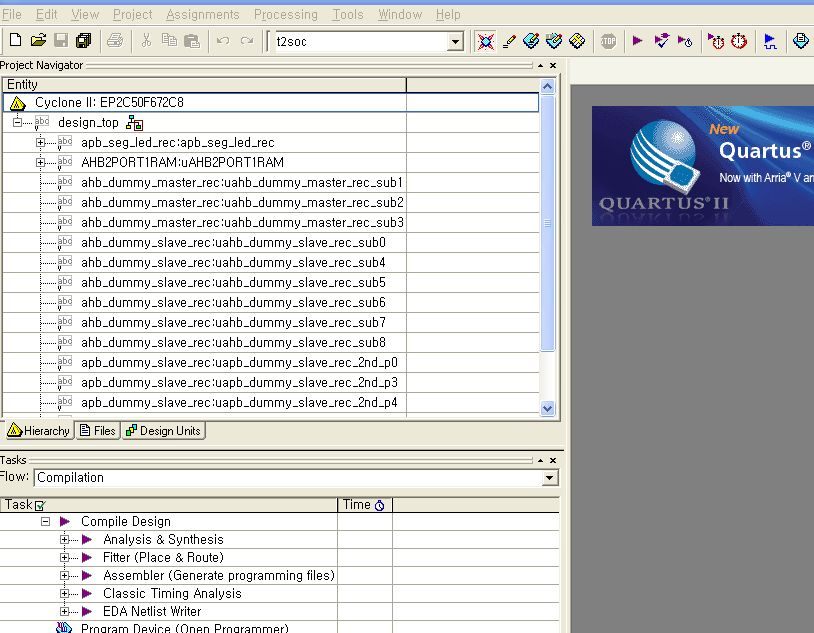 File Edit View Project Assignments Processing Tools Window Help
t2soc
STOP
Project Navigator
Entity
Cyclone II: EP2C50F672C8
design_top
apb_seg_led_rec:apb_seg_led_rec
AHB2PORT1RAM:uAHB2PORT1RAM
ahb_dummy_master_rec:uahb_dummy_master_rec_sub1
ahb_dummy_master_rec:uahb_dummy_master_rec_sub2
ahb_dummy_master_rec:uahb_dummy_master_rec_sub3
ahb_dummy_slave_rec:uahb_dummy_slave_rec_sub0
ahb_dummy_slave_rec:uahb_dummy_slave_rec_sub4
ahb_dummy_slave_rec:uahb_dummy_slave_rec_sub5
ahb_dummy_slave_rec:uahb_dummy_slave_rec_sub6
ahb_dummy_slave_rec:uahb_dummy_slave_rec_sub7
ahb_dummy_slave_rec:uahb_dummy_slave_rec_sub8
apb_dummy_slave_rec:uapb_dummy_slave_rec_2nd_p0
apb_dummy_slave_rec:uapb_dummy_slave_rec_2nd_p3
apb_dummy_slave_rec:uapb_dummy_slave_rec_2nd_p4
Hierarchy Files Design Units
Tasks
Flow: Compilation
Task Time
Compile Design
Analysis & Synthesis
Fitter (Place & Route)
Assembler (Generate programming files)
Classic Timing Analysis
EDA Netlist Writer
Program Device (Open Programmer)
New
Quartus®
Now with Arria® V
QUARTUS® II